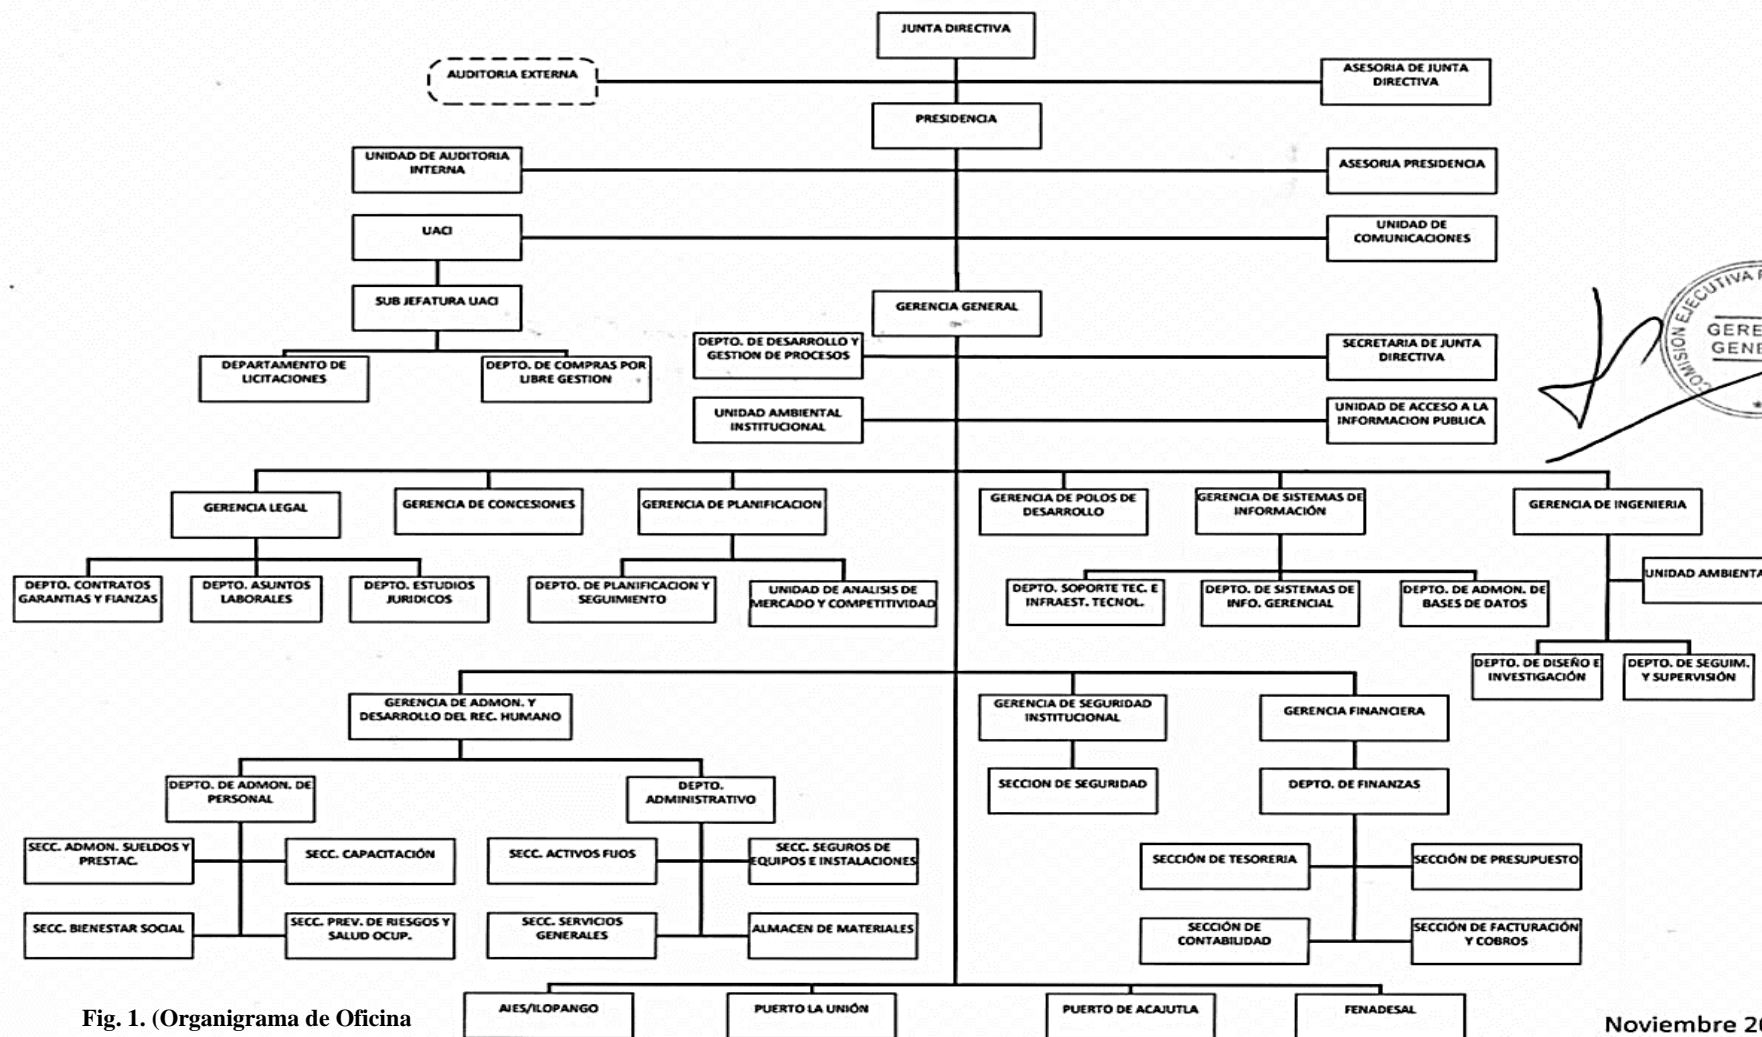 JUNTA DIRECTIVA
AUDITORIA EXTERNA
ASESORIA DE JUNTA
DIRECTIVA
PRESIDENCIA
UNIDAD DE AUDITORIA
INTERNA
ASESORIA PRESIDENCIA
UACI
UNIDAD DE
COMUNICACIONES
SUB JEFATURA UACI
GERENCIA GENERAL
DEPTO. DE DESARROLLO Y
GESTION DE PROCESOS
SECRETARIA DE JUNTA
DIRECTIVA
DEPARTAMENTO DE
LICITACIONES
DEPTO. DE COMPRAS POR
LIBRE GESTION
UNIDAD AMBIENTAL
INSTITUCIONAL
UNIDAD DE ACCESO A LA
INFORMACION PUBLICA
COMISION EJECUTIVA
GERENCIA LEGAL
GERENCIA DE CONCESIONES
GERENCIA DE PLANIFICACION
GERENCIA DE POLOS DE
DESARROLLO
GERENCIA DE SISTEMAS DE
INFORMACIÓN
GERENCIA DE INGENIERIA
DEPTO. CONTRATOS
GARANTIAS Y FIANZAS
DEPTO. ASUNTOS
LABORALES
DEPTO. ESTUDIOS
JURIDICOS
DEPTO. DE PLANIFICACION Y
SEGUIMIENTO
UNIDAD DE ANALISIS DE
MERCADO Y COMPETITIVIDAD
DEPTO. SOPORTE TEC. E
INFRAEST. TECNOL.
DEPTO. DE SISTEMAS DE
INFO. GERENCIAL
DEPTO. DE ADMON. DE
BASES DE DATOS
UNIDAD AMBIENTA
DEPTO. DE DISEÑO E
INVESTIGACIÓN
DEPTO. DE SEGUIM.
Y SUPERVISIÓN
GERENCIA DE ADMON. Y
DESARROLLO DEL REC. HUMANO
GERENCIA DE SEGURIDAD
INSTITUCIONAL
GERENCIA FINANCIERA
DEPTO. DE ADMON. DE
PERSONAL
DEPTO.
ADMINISTRATIVO
SECCION DE SEGURIDAD
DEPTO. DE FINANZAS
SECC. ADMON. SUELDOS Y
PRESTAC.
SECC. CAPACITACIÓN
SECC. ACTIVOS FIJOS
SECC. SEGUROS DE
EQUIPOS E INSTALACIONES
SECCIÓN DE TESORERIA
SECCIÓN DE PRESUPUESTO
SECC. BIENESTAR SOCIAL
SECC. PREV. DE RIESGOS Y
SALUD OCUP.
SECC. SERVICIOS
GENERALES
ALMACEN DE MATERIALES
SECCIÓN DE
CONTABILIDAD
SECCIÓN DE FACTURACIÓN
Y COBROS
AIES/ILOPANGO
PUERTO LA UNIÓN
PUERTO DE ACAJUTLA
FENADESAL
Fig. 1. (Organigrama de Oficina
Noviembre 20